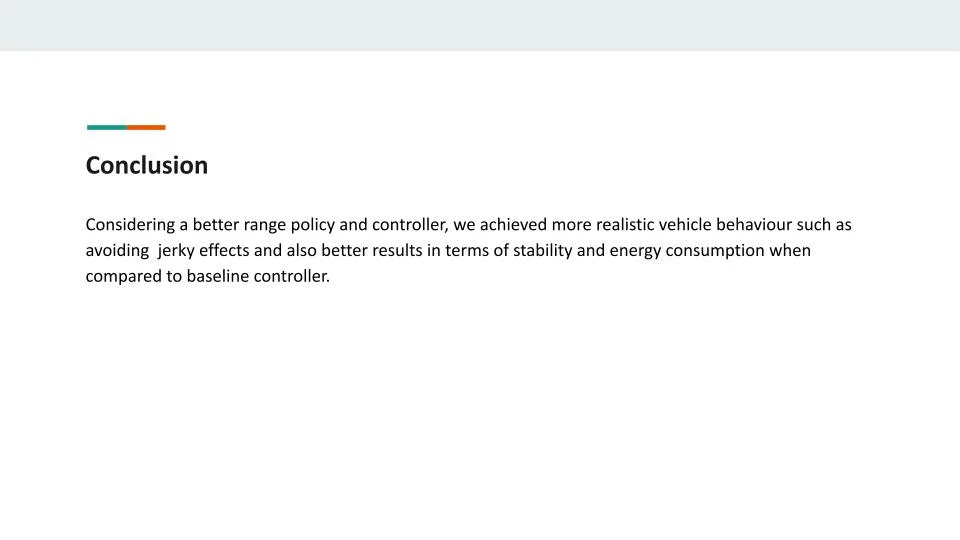 Conclusion
Considering a better range policy and controller, we achieved more realistic vehicle behaviour such as
avoiding  jerky effects and also better results in terms of stability and energy consumption when
compared to baseline controller.